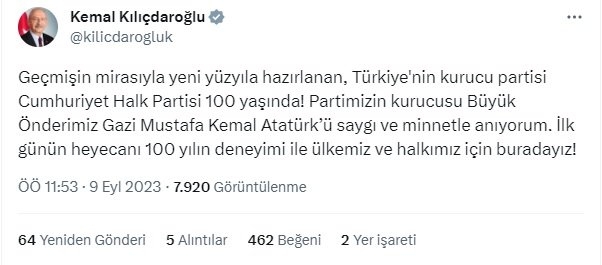 Kemal Kılıçdaroğlu
@kilicdarogluk
Geçmişin mirasıyla yeni yüzyıla hazırlanan, Türkiye'nin kurucu partisi
Cumhuriyet Halk Partisi 100 yaşında! Partimizin kurucusu Büyük
Önderimiz Gazi Mustafa Kemal Atatürk’ü saygı ve minnetle anıyorum. İlk
günün heyecanı 100 yılın deneyimi ile ülkemiz ve halkımız için buradayız!
ÖÖ 11:53 · 9 Eyl 2023 · 7.920 Görüntülenme
64 Yeniden Gönderi 5 Alıntılar 462 Beğeni 2 Yer işareti